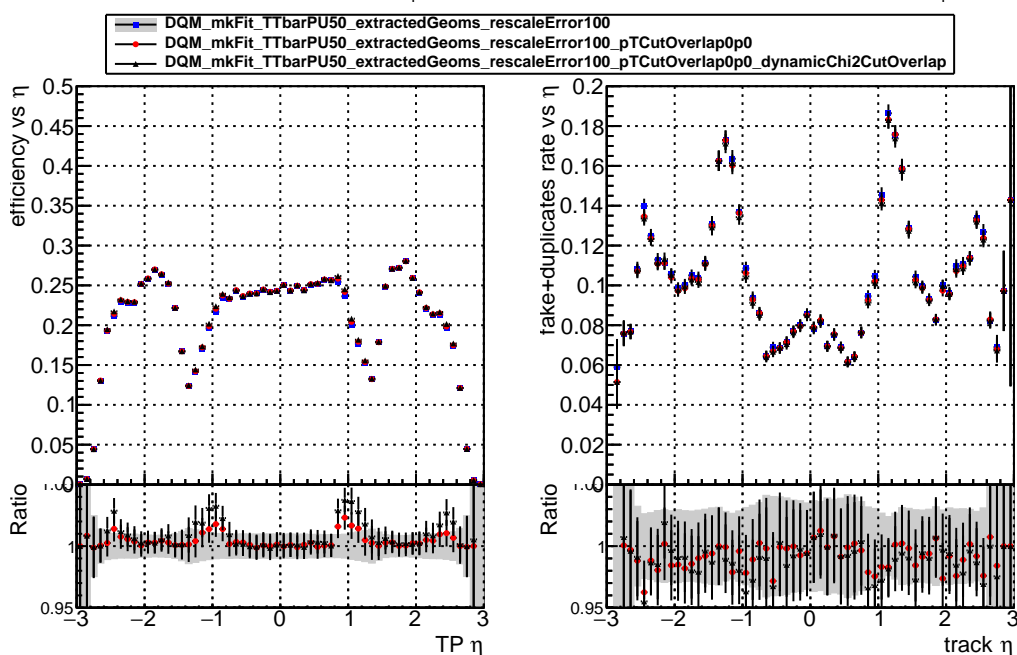 DQM_mkFit_TTbarPU50_extractedGeoms_rescaleError100
DQM_mkFit_TTbarPU50_extractedGeoms_rescaleError100_pTCutOverlap0p0
DQM_mkFit_TTbarPU50_extractedGeoms_rescaleError100_pTCutOverlap0p0_dynamicChi2CutOverlap
efficiency vs η
0.5
0.45
0.4
0.35
0.3
0.25
0.2
0.15
0.1
0.05
0
Ratio
1
0.95
−3 −2 −1 0 1 2 3
TP η
fake+duplicates rate vs η
0.2
0.18
0.16
0.14
0.12
0.1
0.08
0.06
0.04
0.02
0
Ratio
1
0.95
−3 −2 −1 0 1 2 3
track η